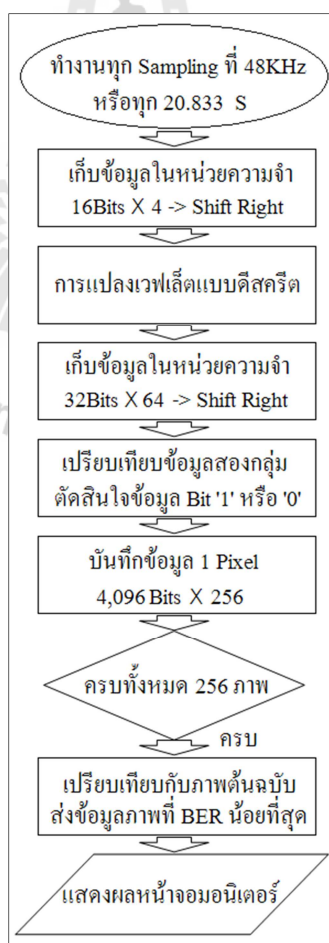 ทำงานทุก Sampling ที่ 48KHz
หรือทุก 20.833 S
เก็บข้อมูลในหน่วยความจำ
16Bits X 4 -> Shift Right
การแปลงเวฟเล็ตแบบดีสครีต
เก็บข้อมูลในหน่วยความจำ
32Bits X 64 -> Shift Right
เปรียบเทียบข้อมูลสองกลุ่ม
ตัดสินใจข้อมูล Bit '1' หรือ '0'
บันทึกข้อมูล 1 Pixel
4,096 Bits X 256
ครบทั้งหมด 256 ภาพ
ครบ
เปรียบเทียบกับภาพต้นฉบับ
ส่งข้อมูลภาพที่ BER น้อยที่สุด
แสดงผลหน้าจอมอนิเตอร์